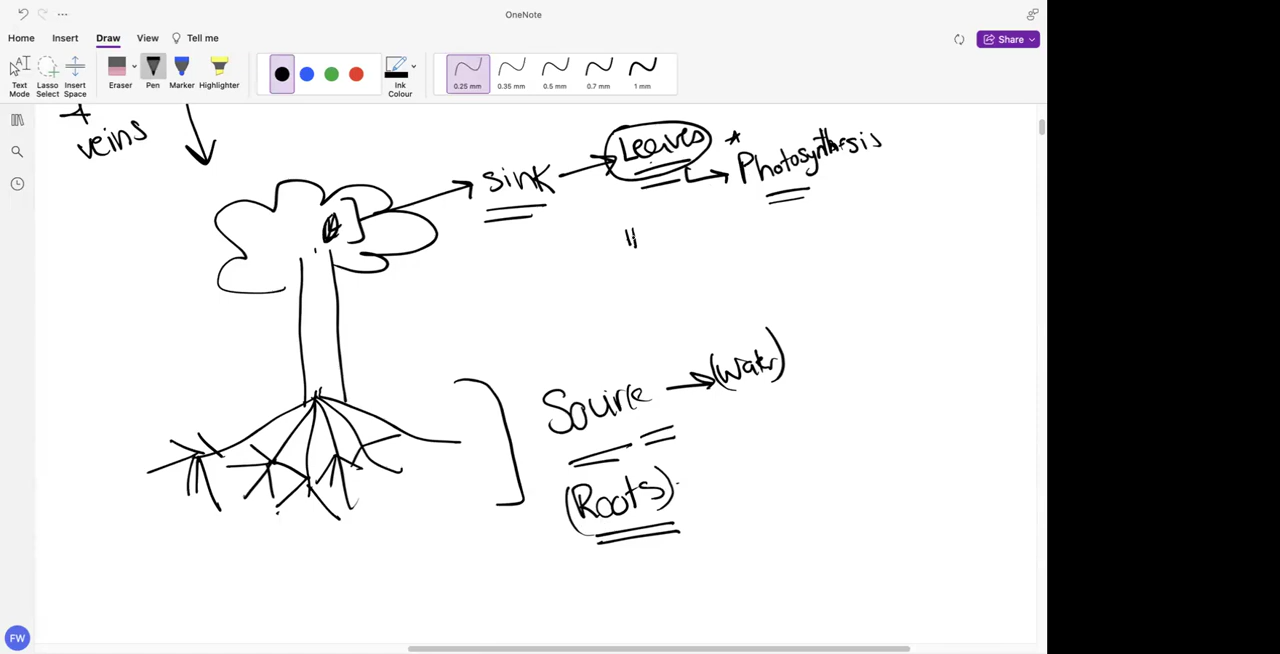 OneNote
Home Insert Draw View Tell me
Share
Text Mode
Lasso Select
Insert Space
Eraser
Pen
Marker
Highlighter
Ink Colour
0.25 mm
0.35 mm
0.5 mm
0.7 mm
1 mm
veins
sink
Leaves
Photosynthesis
Source
(Water)
(Roots)
FW